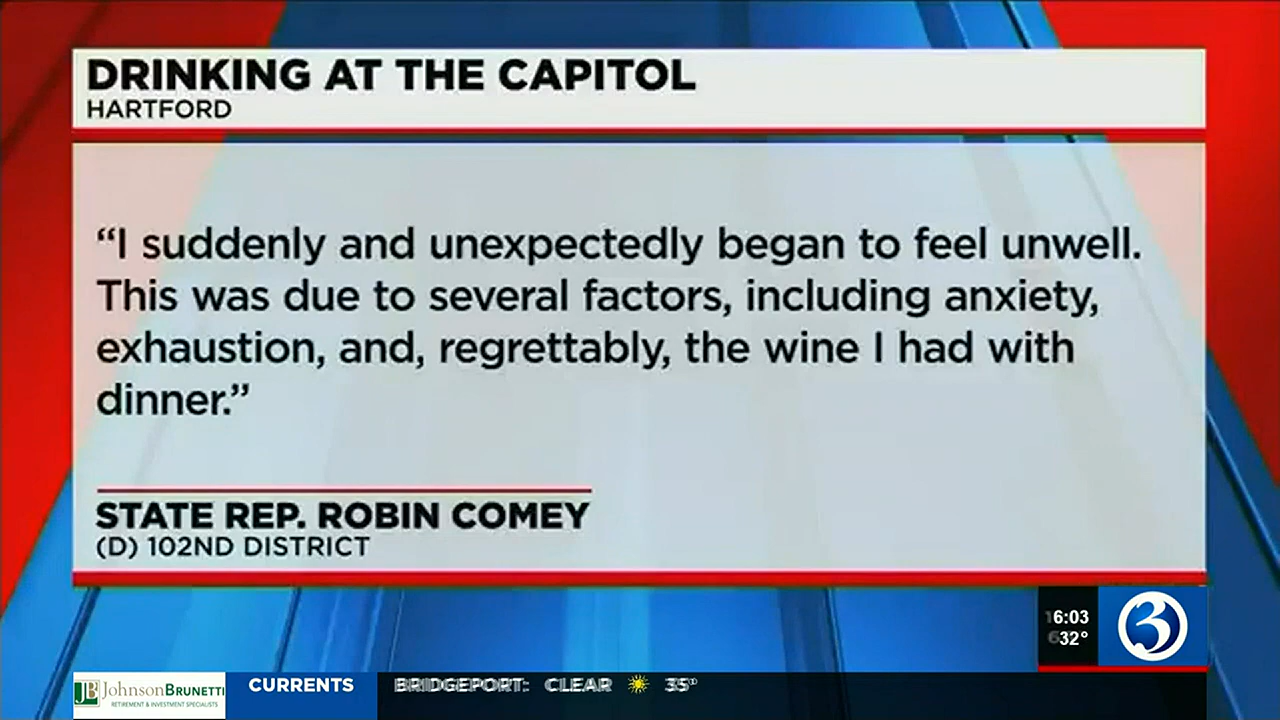 DRINKING AT THE CAPITOL
HARTFORD
“I suddenly and unexpectedly began to feel unwell.
This was due to several factors, including anxiety,
exhaustion, and, regrettably, the wine I had with
dinner.”
STATE REP. ROBIN COMEY
(D) 102ND DISTRICT
6:03
32°
3
JB JOHNSONBRUNETTI
RETIREMENT & INVESTMENT SPECIALISTS
CURRENTS
BRIDGEPORT: CLEAR 35°